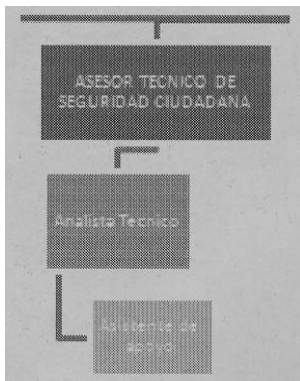 ASESOR TECNICO DE
SEGURIDAD CIUDADANA
Analista Tecnico
Asistente de
apoyo